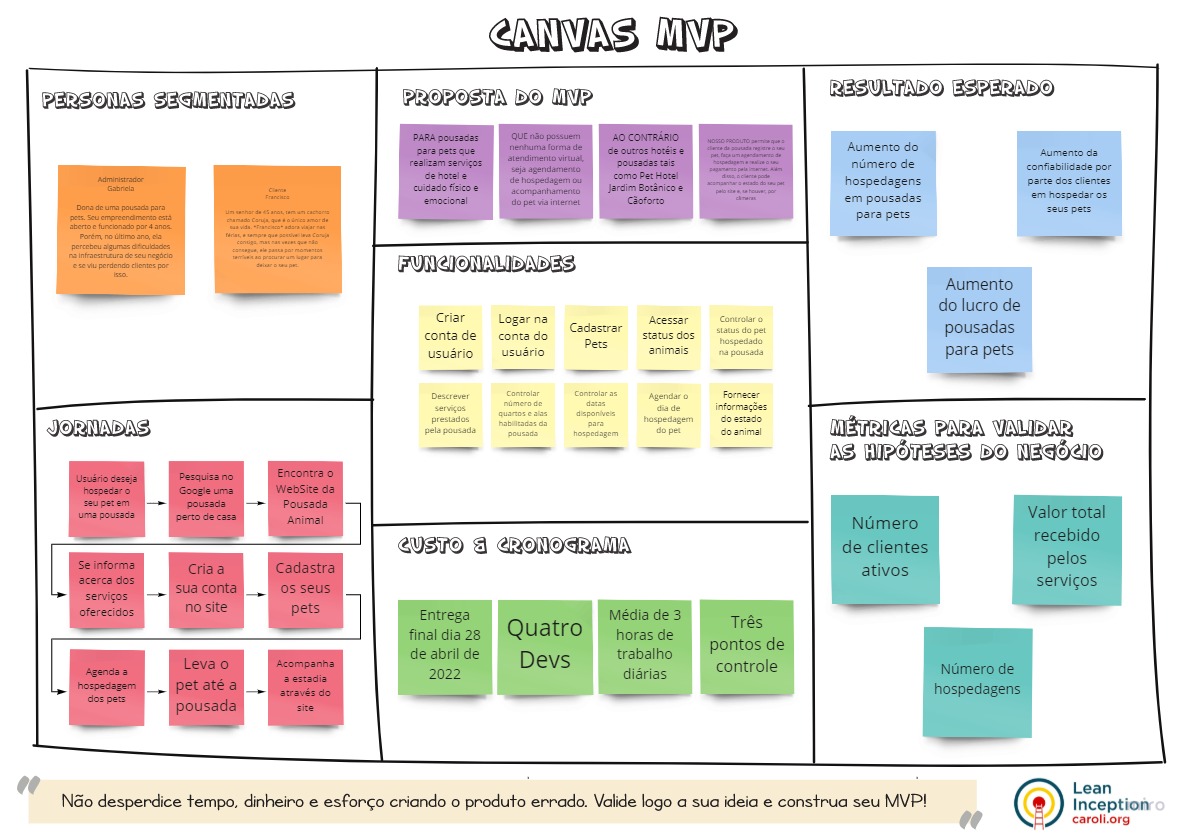 CANVAS MVP
PERSONAS SEGMENTADAS
Administrador
Gabriela
Dona de uma pousada para
pets. Seu empreendimento está
aberto e funcionado por 4 anos.
Porém, no último ano, ela
percebeu algumas dificuldades
na infraestrutura de seu negócio
e se viu perdendo clientes por
isso.
Cliente
Francisco
Um senhor de 45 anos, tem um cachorro
chamado Coruja, que é o único amor de
sua vida. *Francisco* adora viajar nas
férias, e sempre que possível leva Coruja
consigo, mas nas vezes que não
consegue, ele passa por momentos
terríveis ao procurar um lugar para
deixar o seu pet.
PROPOSTA DO MVP
PARA pousadas
para pets que
realizam serviços
de hotel e
cuidado físico e
emocional
QUE não possuem
nenhuma forma de
atendimento virtual,
seja agendamento
de hospedagem ou
acompanhamento
do pet via internet
AO CONTRÁRIO
de outros hotéis e
pousadas tais
como Pet Hotel
Jardim Botânico e
Cãoforto
NOSSO PRODUTO permite que o
cliente da pousada registre o seu
pet, faça um agendamento de
hospedagem e realize o seu
pagamento pela internet. Além
disso, o cliente pode
acompanhar o estado do seu pet
pelo site e, se houver, por
câmeras
RESULTADO ESPERADO
Aumento do
número de
hospedagens
em pousadas
para pets
Aumento da
confiabilidade por
parte dos clientes
em hospedar os
seus pets
Aumento
do lucro de
pousadas
para pets
FUNCIONALIDADES
Criar
conta de
usuário
Logar na
conta do
usuário
Cadastrar
Pets
Acessar
status dos
animais
Controlar o
status do pet
hospedado
na pousada
Descrever
serviços
prestados
pela pousada
Controlar
número de
quartos e alas
habilitadas da
pousada
Controlar as
datas
disponíveis
para
hospedagem
Agendar o
dia de
hospedagem
do pet
Fornecer
informações
do estado
do animal
JORNADAS
Usuário deseja
hospedar o
seu pet em
uma pousada
Pesquisa no
Google uma
pousada
perto de casa
Encontra o
WebSite da
Pousada
Animal
Se informa
acerca dos
serviços
oferecidos
Cria a
sua conta
no site
Cadastra
os seus
pets
Agenda a
hospedagem
dos pets
Leva o
pet até a
pousada
Acompanha
a estadia
através do
site
CUSTO & CRONOGRAMA
Entrega
final dia 28
de abril de
2022
Quatro
Devs
Média de 3
horas de
trabalho
diárias
Três
pontos de
controle
MÉTRICAS PARA VALIDAR
AS HIPÓTESES DO NEGÓCIO
Número
de clientes
ativos
Valor total
recebido
pelos
serviços
Número de
hospedagens
Não desperdice tempo, dinheiro e esforço criando o produto errado. Valide logo a sua ideia e construa seu MVP!
Lean
Inception
caroli.org
miro